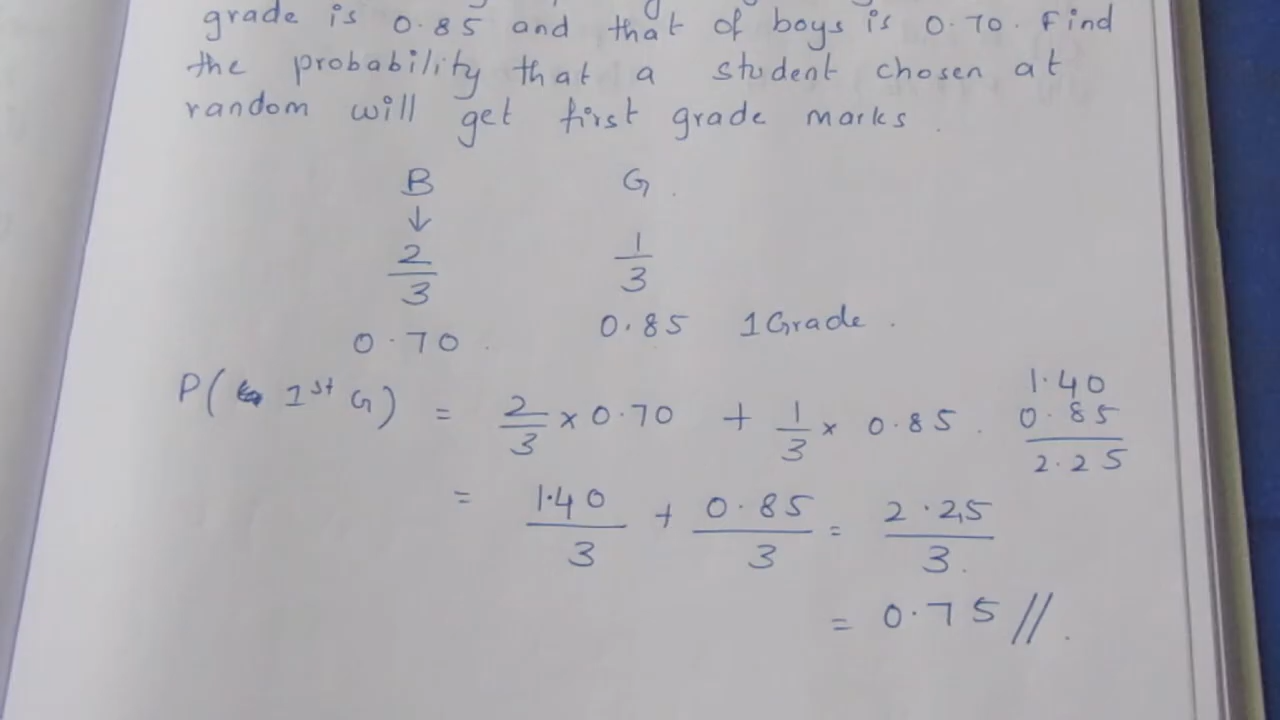 grade is 0.85 and that of boys is 0.70. Find
the probability that a student chosen at
random will get first grade marks.
B G.
↓
2/3 1/3
0.70. 0.85 1 Grade.
P( 1st G) = 2/3 × 0.70 + 1/3 × 0.85.
1.40
0.85
2.25
= 1.40/3 + 0.85/3 = 2.25/3.
= 0.75 //.